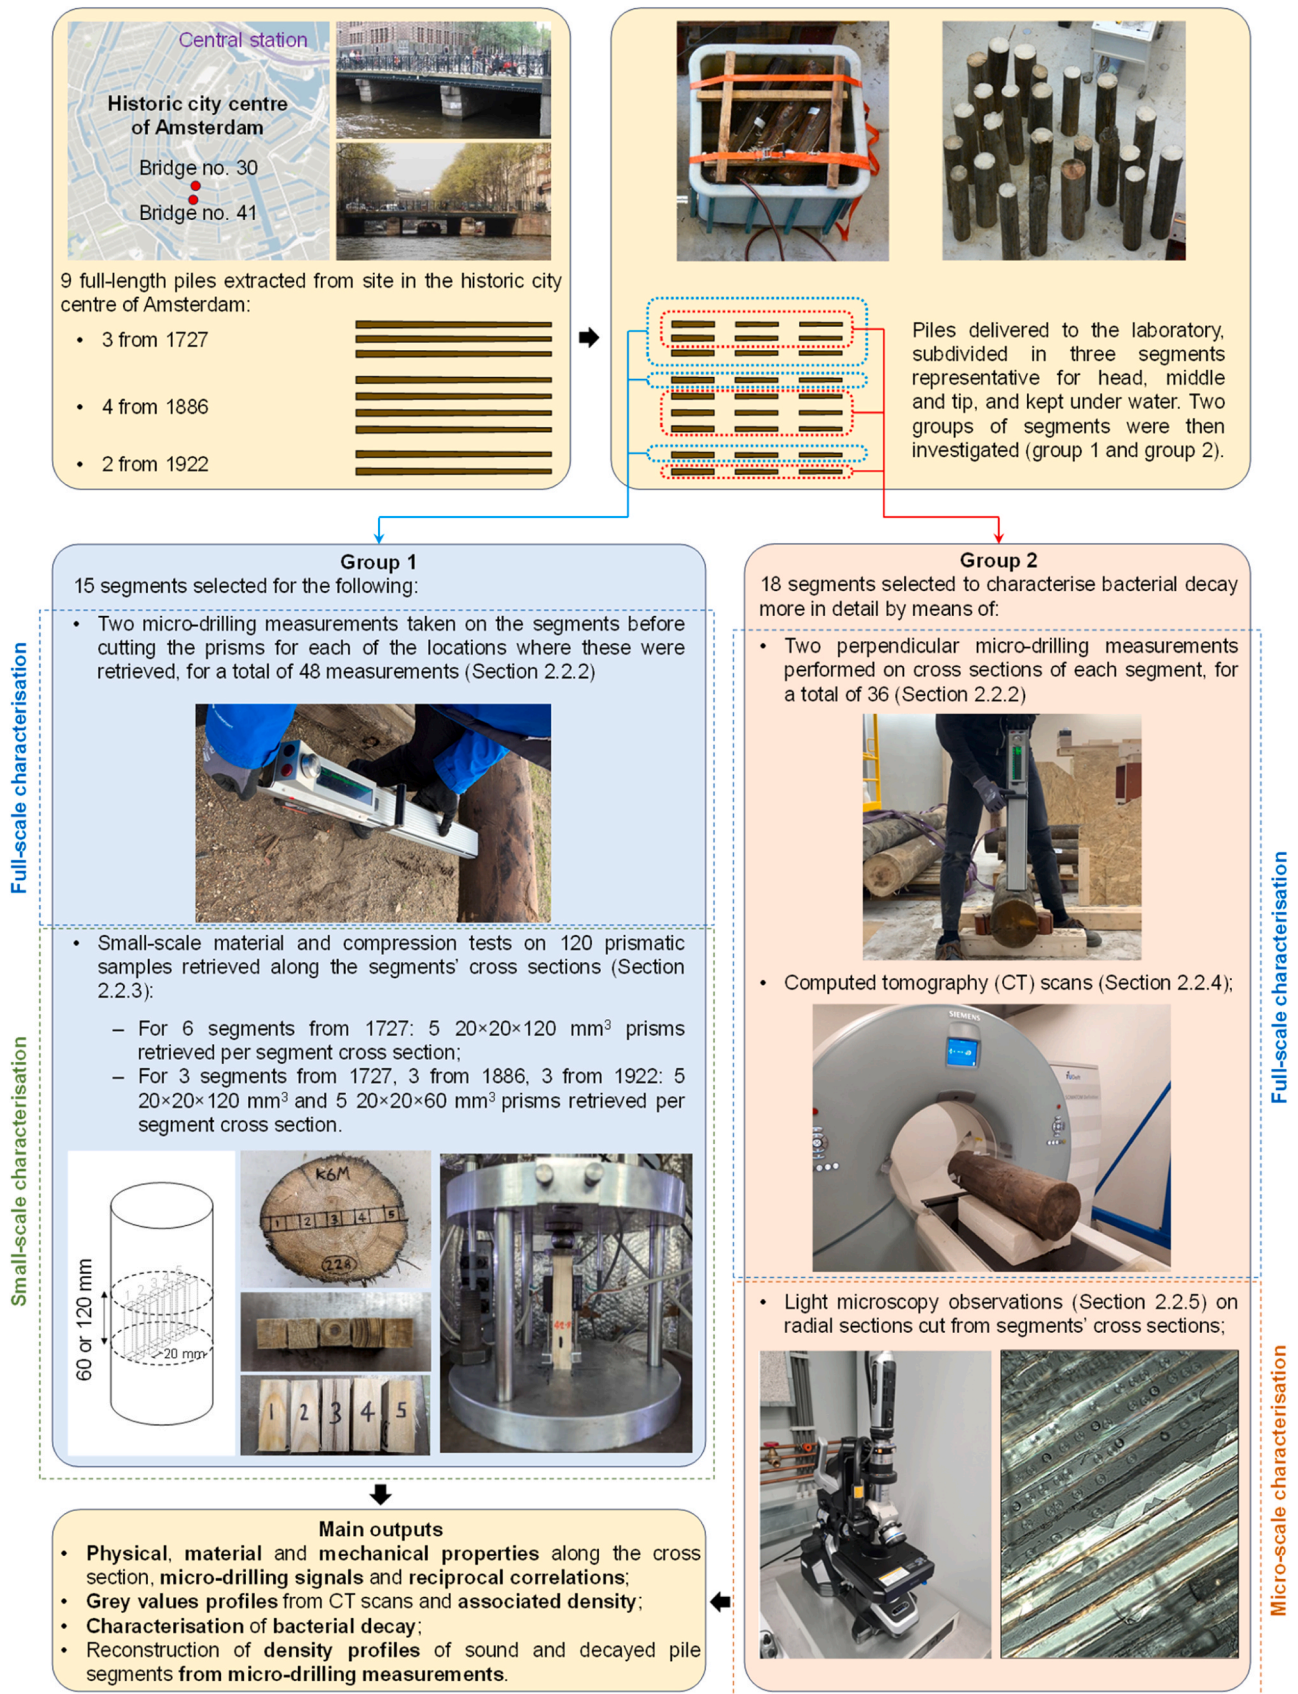 Central station
Historic city centre
of Amsterdam
Bridge no. 30
Bridge no. 41
9 full-length piles extracted from site in the historic city
centre of Amsterdam:
• 3 from 1727
• 4 from 1886
• 2 from 1922
Piles delivered to the laboratory,
subdivided in three segments
representative for head, middle
and tip, and kept under water. Two
groups of segments were then
investigated (group 1 and group 2).
Group 1
15 segments selected for the following:
• Two micro-drilling measurements taken on the segments before
cutting the prisms for each of the locations where these were
retrieved, for a total of 48 measurements (Section 2.2.2)
Full-scale characterisation
• Small-scale material and compression tests on 120 prismatic
samples retrieved along the segments' cross sections (Section
2.2.3):
– For 6 segments from 1727: 5 20×20×120 mm³ prisms
retrieved per segment cross section;
– For 3 segments from 1727, 3 from 1886, 3 from 1922: 5
20×20×120 mm³ and 5 20×20×60 mm³ prisms retrieved per
segment cross section.
Small-scale characterisation
60 or 120 mm
1 2 3 4 5
20 mm
K6M
1 2 3 4 5
228
1 2 3 4 5
Group 2
18 segments selected to characterise bacterial decay
more in detail by means of:
• Two perpendicular micro-drilling measurements
performed on cross sections of each segment, for
a total of 36 (Section 2.2.2)
• Computed tomography (CT) scans (Section 2.2.4);
SIEMENS
Full-scale characterisation
• Light microscopy observations (Section 2.2.5) on
radial sections cut from segments' cross sections;
Micro-scale characterisation
Main outputs
• Physical, material and mechanical properties along the cross
section, micro-drilling signals and reciprocal correlations;
• Grey values profiles from CT scans and associated density;
• Characterisation of bacterial decay;
• Reconstruction of density profiles of sound and decayed pile
segments from micro-drilling measurements.